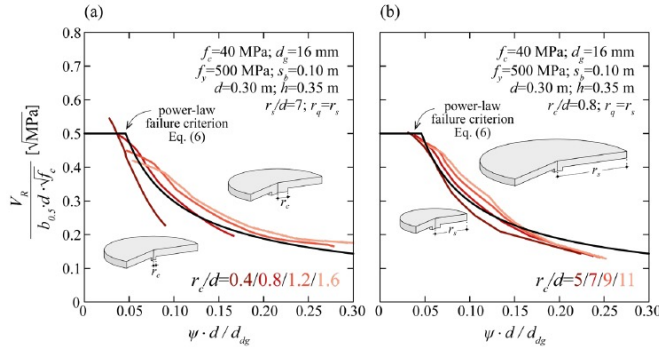 (a)
f_c=40 MPa; d_g=16 mm
f_y=500 MPa; s_b=0.10 m
d=0.30 m; h=0.35 m
r_s/d=7; r_q=r_s
power-law
failure criterion
Eq. (6)
r_c
r_c
r_c/d=0.4/0.8/1.2/1.6
V_R
b_0.5·d·√f_c
[√MPa]
0.8
0.7
0.6
0.5
0.4
0.3
0.2
0.1
0
0 0.05 0.10 0.15 0.20 0.25 0.30
ψ·d/d_dg
(b)
f_c=40 MPa; d_g=16 mm
f_y=500 MPa; s_b=0.10 m
d=0.30 m; h=0.35 m
r_c/d=0.8; r_q=r_s
power-law
failure criterion
Eq. (6)
r_s
r_s
r_c/d=5/7/9/11
0 0.05 0.10 0.15 0.20 0.25 0.30
ψ·d/d_dg